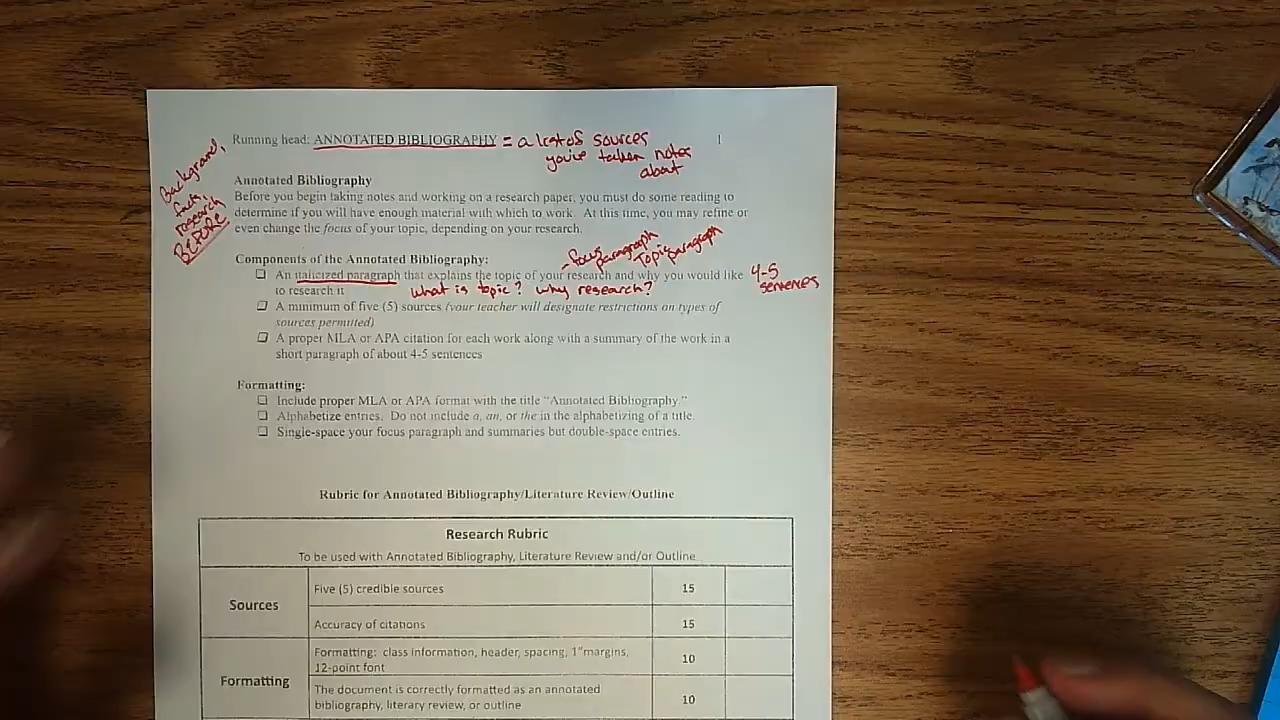 Running head: ANNOTATED BIBLIOGRAPHY = a list of sources 1
you've taken notes
about
Background,
facts,
research
BEFORE
Annotated Bibliography
Before you begin taking notes and working on a research paper, you must do some reading to
determine if you will have enough material with which to work. At this time, you may refine or
even change the focus of your topic, depending on your research.
Components of the Annotated Bibliography:
- focus paragraph
Topic paragraph
❑ An italicized paragraph that explains the topic of your research and why you would like
4-5
sentences
to research it
what is topic? why research?
❑ A minimum of five (5) sources (your teacher will designate restrictions on types of
sources permitted)
❑ A proper MLA or APA citation for each work along with a summary of the work in a
short paragraph of about 4-5 sentences
Formatting:
❑ Include proper MLA or APA format with the title "Annotated Bibliography."
❑ Alphabetize entries. Do not include a, an, or the in the alphabetizing of a title.
❑ Single-space your focus paragraph and summaries but double-space entries.
Rubric for Annotated Bibliography/Literature Review/Outline
Research Rubric
To be used with Annotated Bibliography, Literature Review and/or Outline
Sources
Five (5) credible sources 15
Accuracy of citations 15
Formatting
Formatting: class information, header, spacing, 1" margins,
12-point font 10
The document is correctly formatted as an annotated
bibliography, literary review, or outline 10